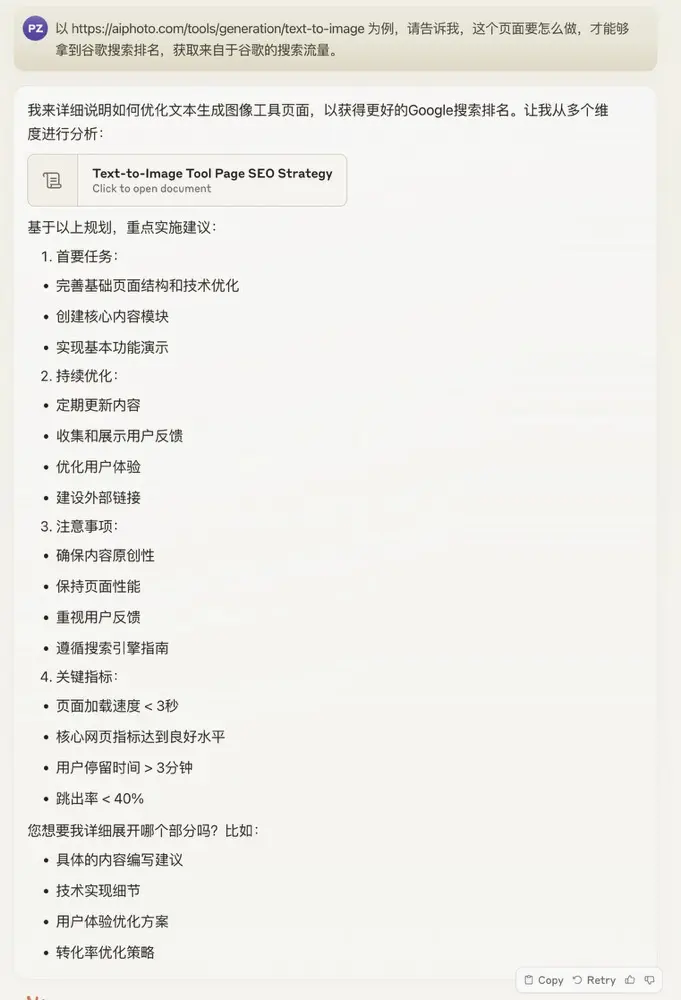 PZ
以 https://aiphoto.com/tools/generation/text-to-image 为例，请告诉我，这个页面要怎么做，才能够
拿到谷歌搜索排名，获取来自于谷歌的搜索流量。
我来详细说明如何优化文本生成图像工具页面，以获得更好的Google搜索排名。让我从多个维
度进行分析：
Text-to-Image Tool Page SEO Strategy
Click to open document
基于以上规划，重点实施建议：
1. 首要任务：
• 完善基础页面结构和技术优化
• 创建核心内容模块
• 实现基本功能演示
2. 持续优化：
• 定期更新内容
• 收集和展示用户反馈
• 优化用户体验
• 建设外部链接
3. 注意事项：
• 确保内容原创性
• 保持页面性能
• 重视用户反馈
• 遵循搜索引擎指南
4. 关键指标：
• 页面加载速度 < 3秒
• 核心网页指标达到良好水平
• 用户停留时间 > 3分钟
• 跳出率 < 40%
您想要我详细展开哪个部分吗？比如：
• 具体的内容编写建议
• 技术实现细节
• 用户体验优化方案
• 转化率优化策略
Copy Retry